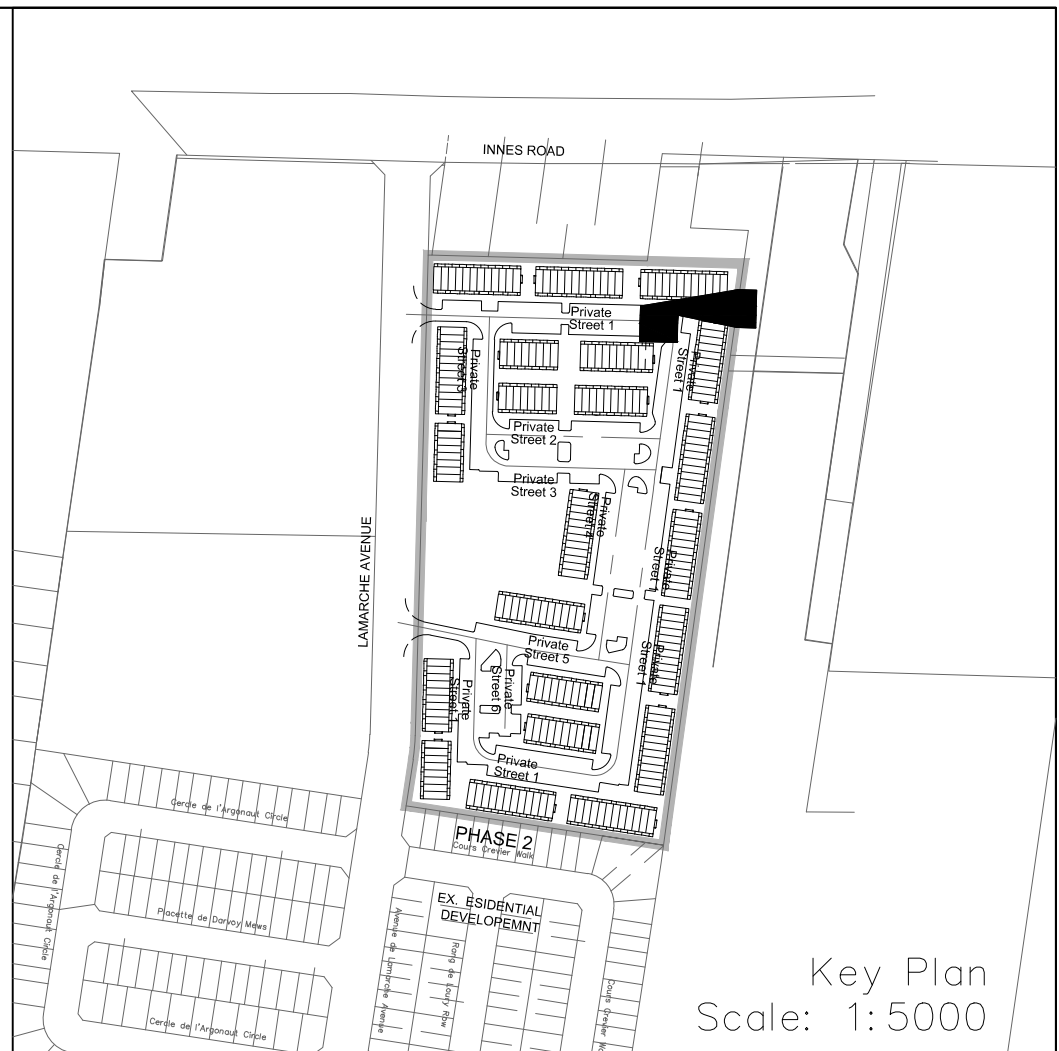 INNES ROAD
Private
Street 1
Private
Street 3
Private
Street 1
Private
Street 2
Private
Street 3
Private
Street 4
LAMARCHE AVENUE
Private
Street 1
Private
Street 5
Private
Street 1
Private
Street 6
Private
Street 1
Private
Street 1
Cercle de l'Argonaut Circle
PHASE 2
Cours Crevier Walk
Cercle de l'Argonaut Circle
EX. ESIDENTIAL
DEVELOPEMNT
Placette de Darvoy Mews
Avenue de Lamarche Avenue
Rang de Loury Row
Cours Crevier
Cercle de l'Argonaut Circle
Key Plan
Scale: 1:5000